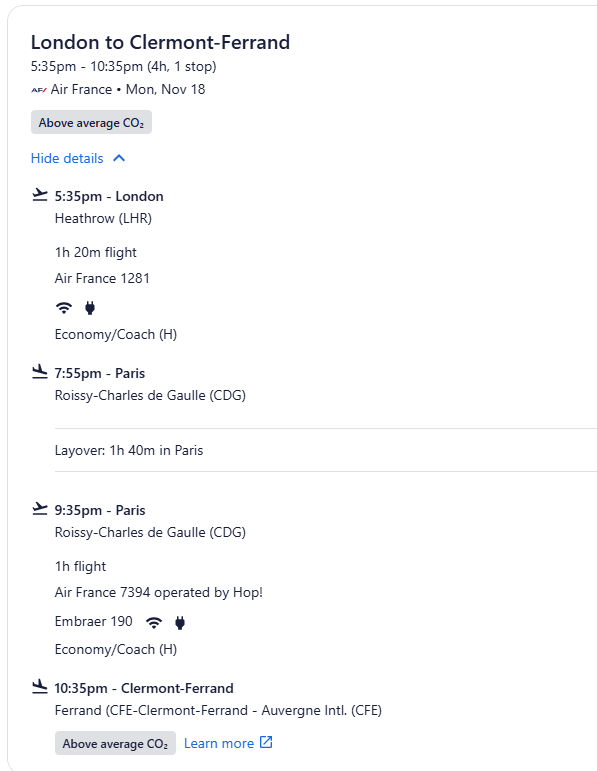 London to Clermont-Ferrand
5:35pm - 10:35pm (4h, 1 stop)
AF Air France • Mon, Nov 18
Above average CO₂
Hide details
5:35pm - London
Heathrow (LHR)
1h 20m flight
Air France 1281
Economy/Coach (H)
7:55pm - Paris
Roissy-Charles de Gaulle (CDG)
Layover: 1h 40m in Paris
9:35pm - Paris
Roissy-Charles de Gaulle (CDG)
1h flight
Air France 7394 operated by Hop!
Embraer 190
Economy/Coach (H)
10:35pm - Clermont-Ferrand
Ferrand (CFE-Clermont-Ferrand - Auvergne Intl. (CFE)
Above average CO₂ Learn more